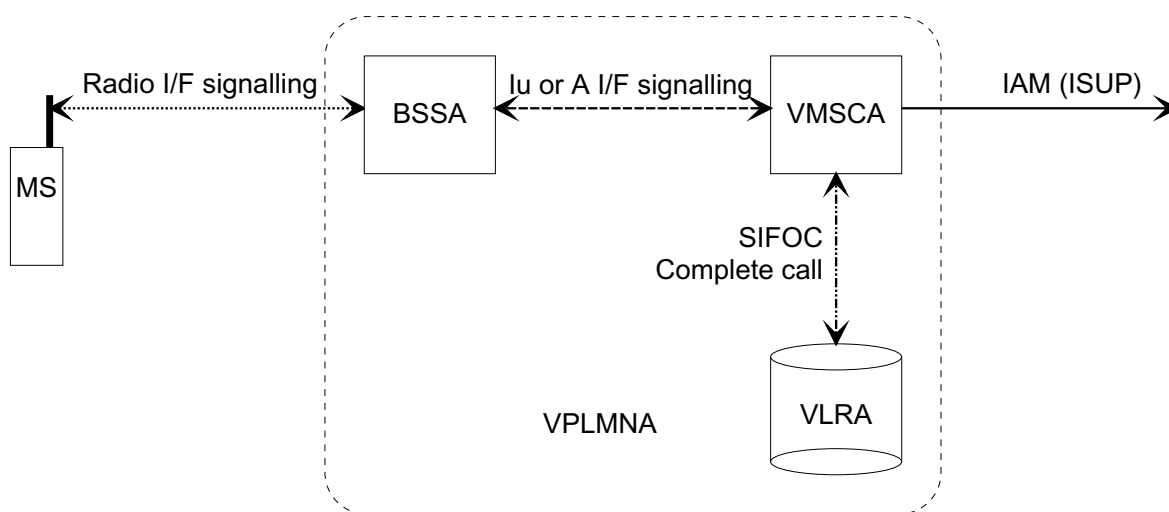 Radio I/F signalling
BSSA
Iu or A I/F signalling
VMSCA
IAM (ISUP)
MS
SIFOC
Complete call
VPLMNA
VLRA